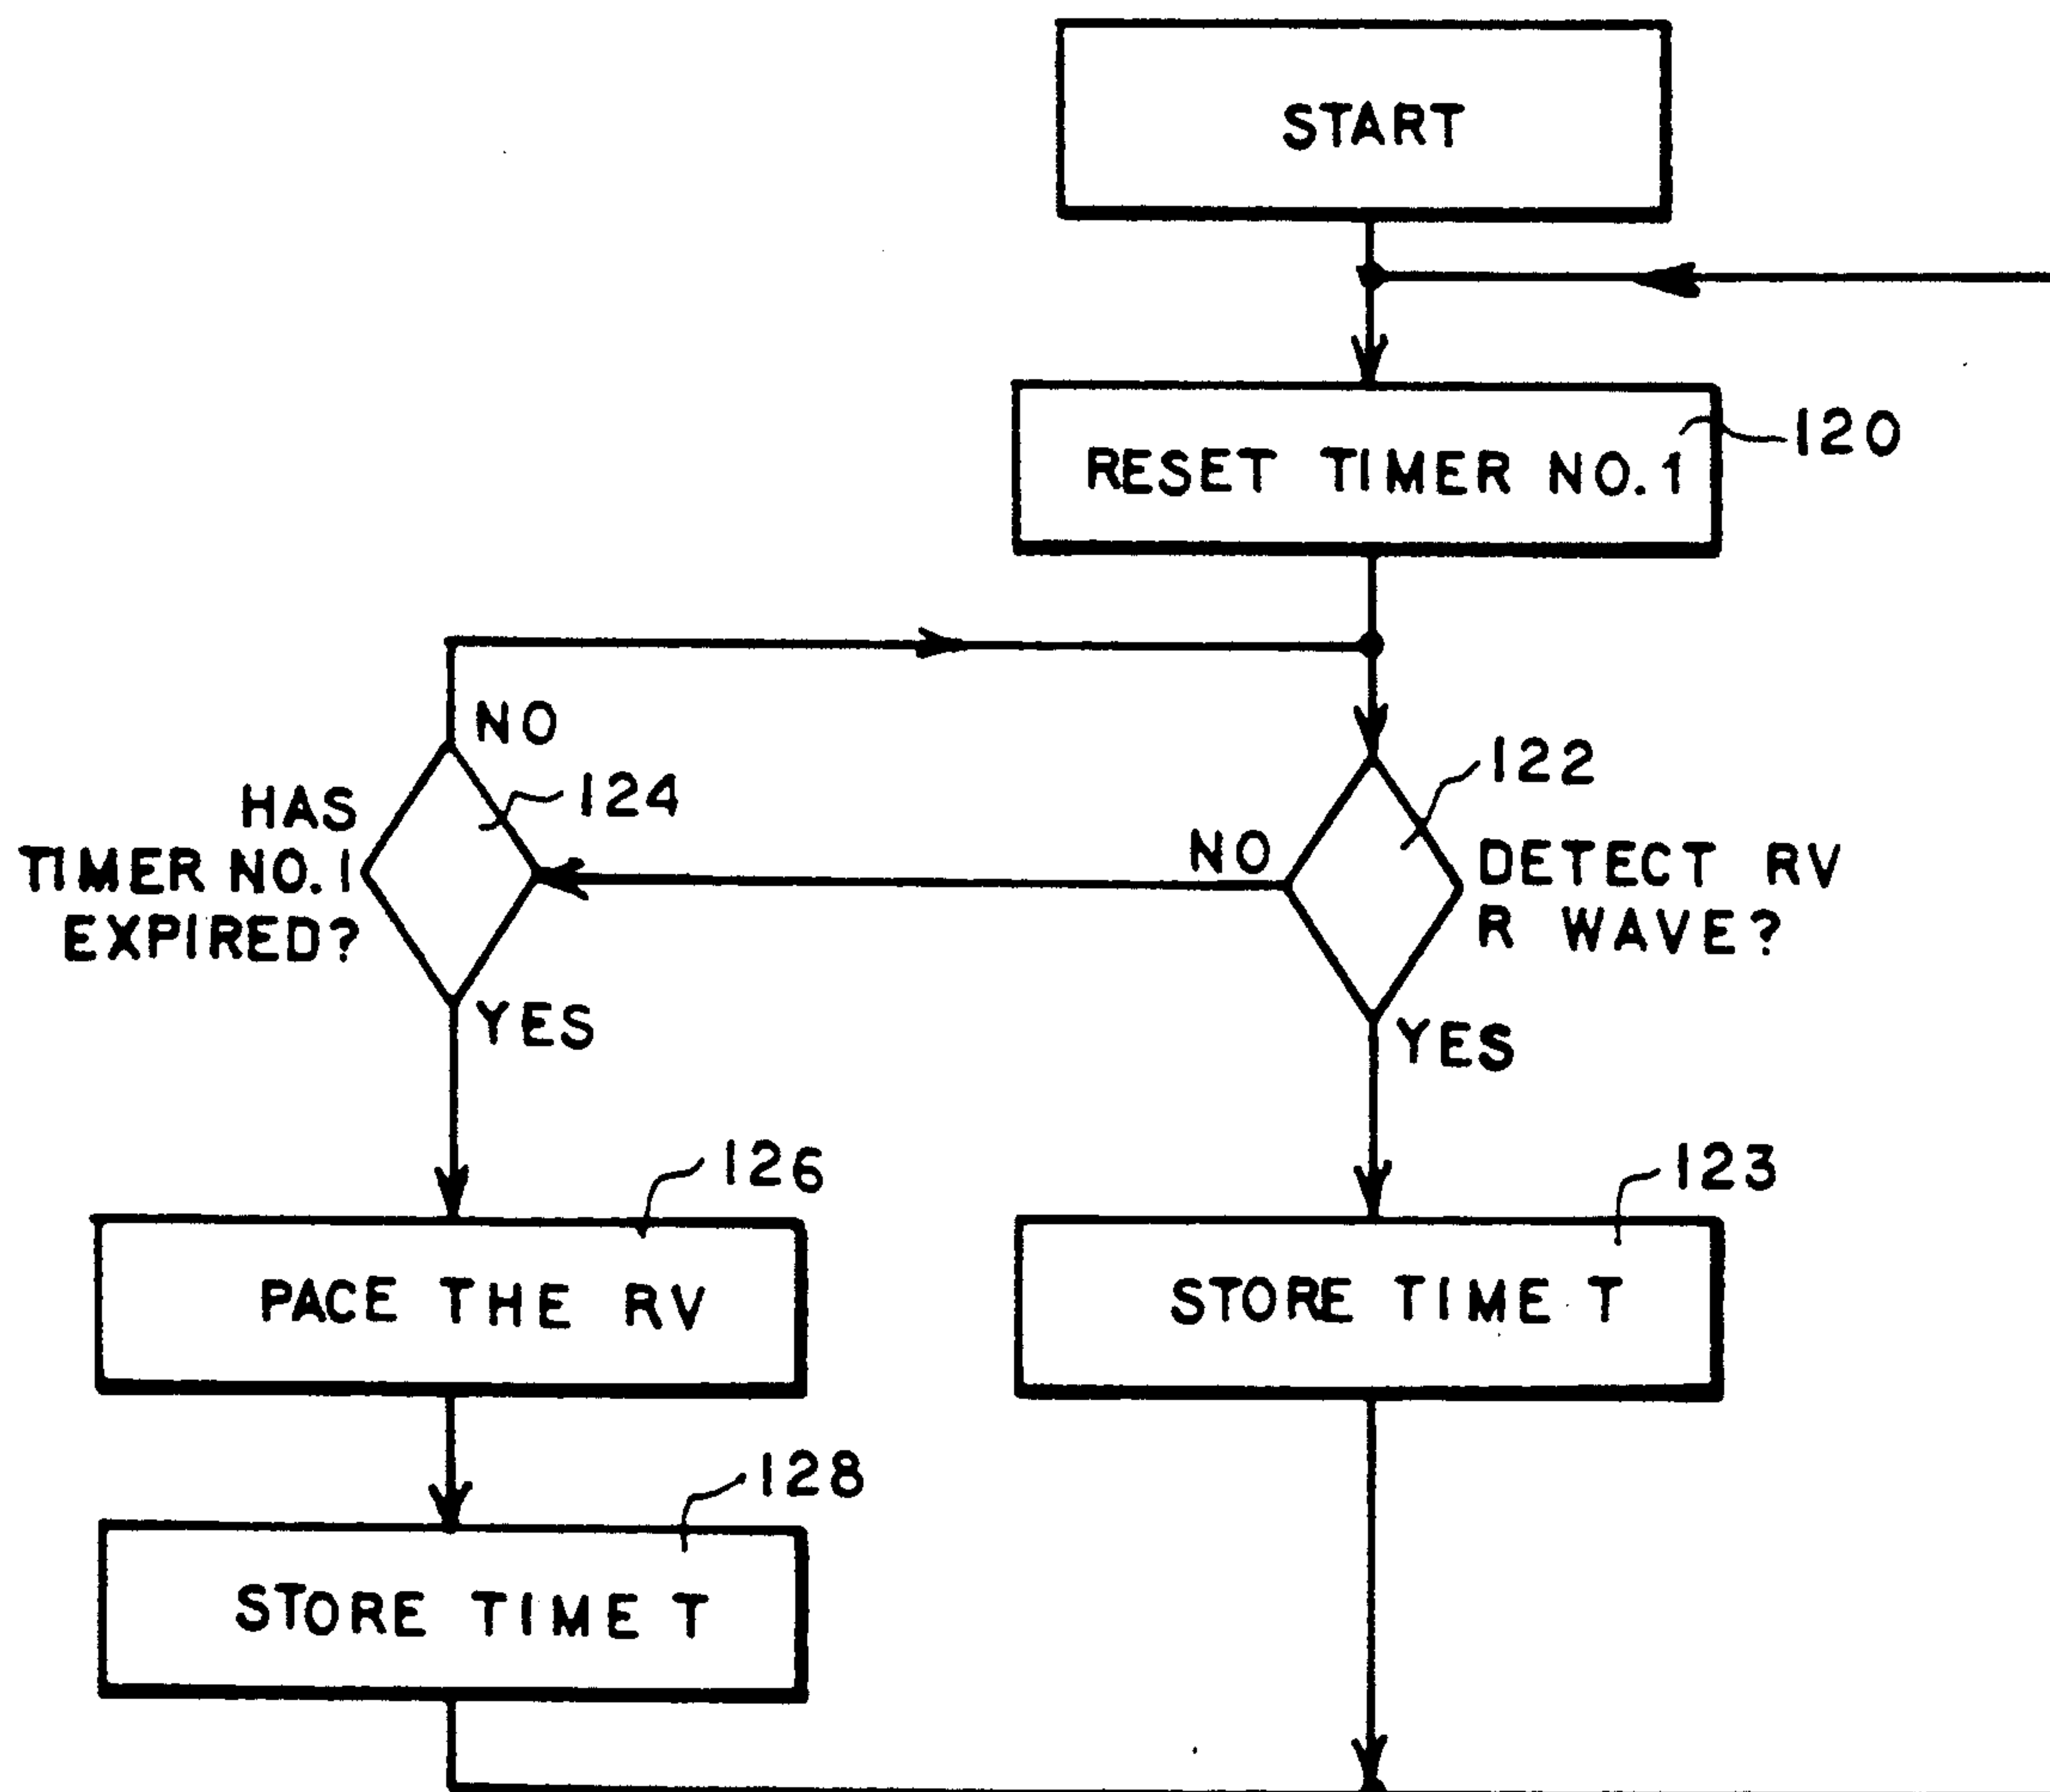 START
RESET TIMER NO. 1
120
NO
HAS
TIMER NO. 1
EXPIRED?
124
YES
NO
122
DETECT RV
R WAVE?
YES
126
PACE THE RV
123
STORE TIME T
128
STORE TIME T